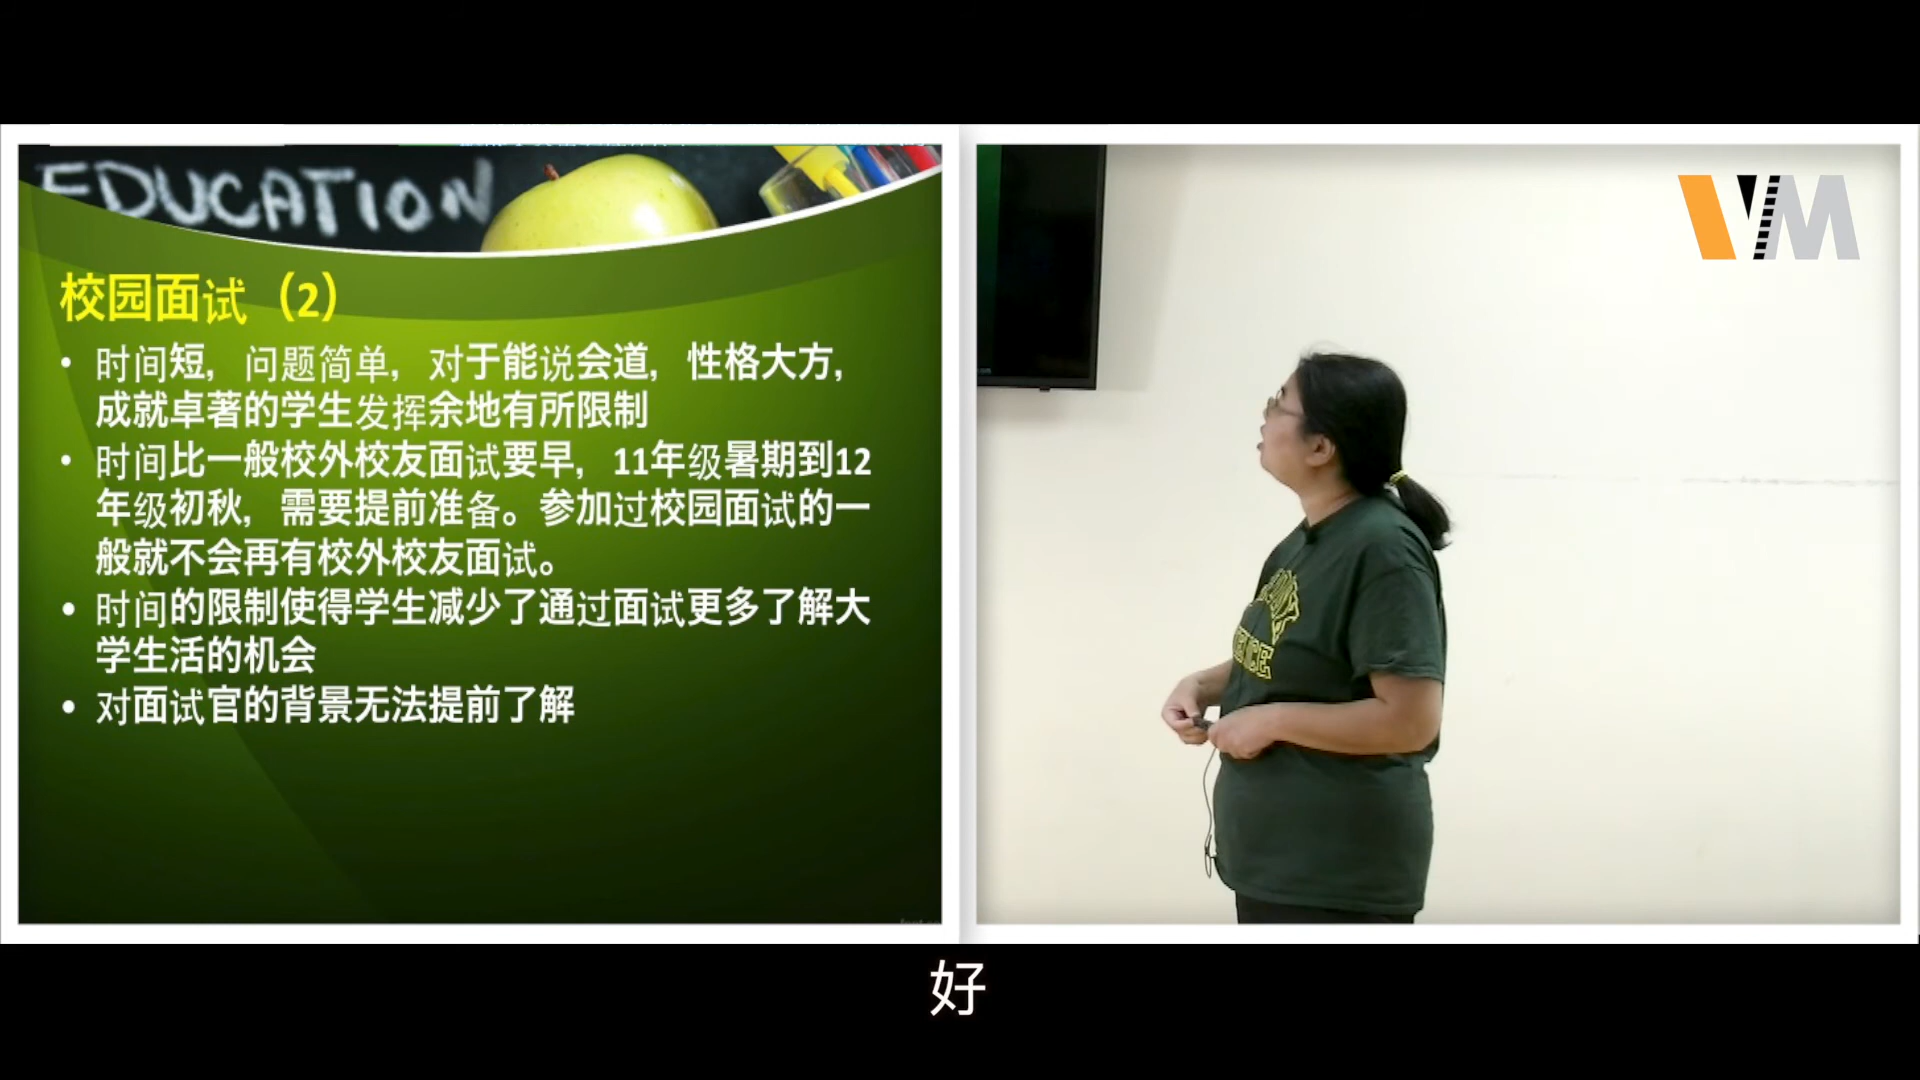 EDUCATION
校园面试（2）
• 时间短，问题简单，对于能说会道，性格大方，
成就卓著的学生发挥余地有所限制
• 时间比一般校外校友面试要早，11年级暑期到12
年级初秋，需要提前准备。参加过校园面试的一
般就不会再有校外校友面试。
• 时间的限制使得学生减少了通过面试更多了解大
学生活的机会
• 对面试官的背景无法提前了解
VM
好